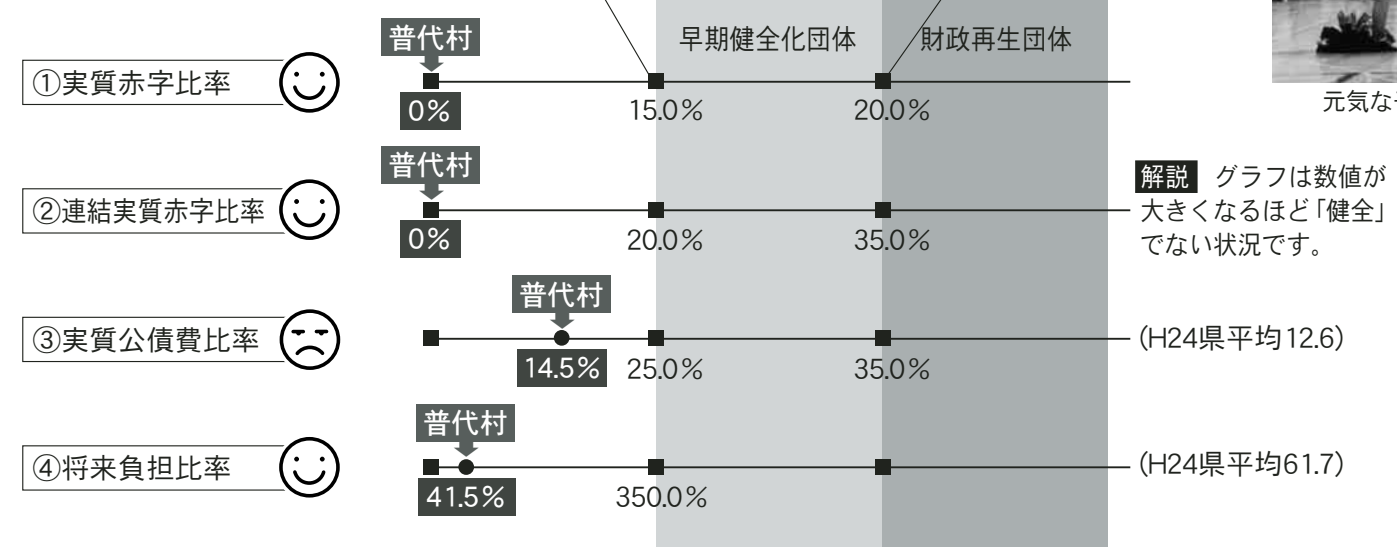 早期健全化団体
財政再生団体
普代村
①実質赤字比率
0%
15.0%
20.0%
元気な
普代村
②連結実質赤字比率
0%
20.0%
35.0%
解説 グラフは数値が
大きくなるほど「健全」
でない状況です。
普代村
③実質公債費比率
14.5%
25.0%
35.0%
(H24県平均12.6)
普代村
④将来負担比率
41.5%
350.0%
(H24県平均61.7)